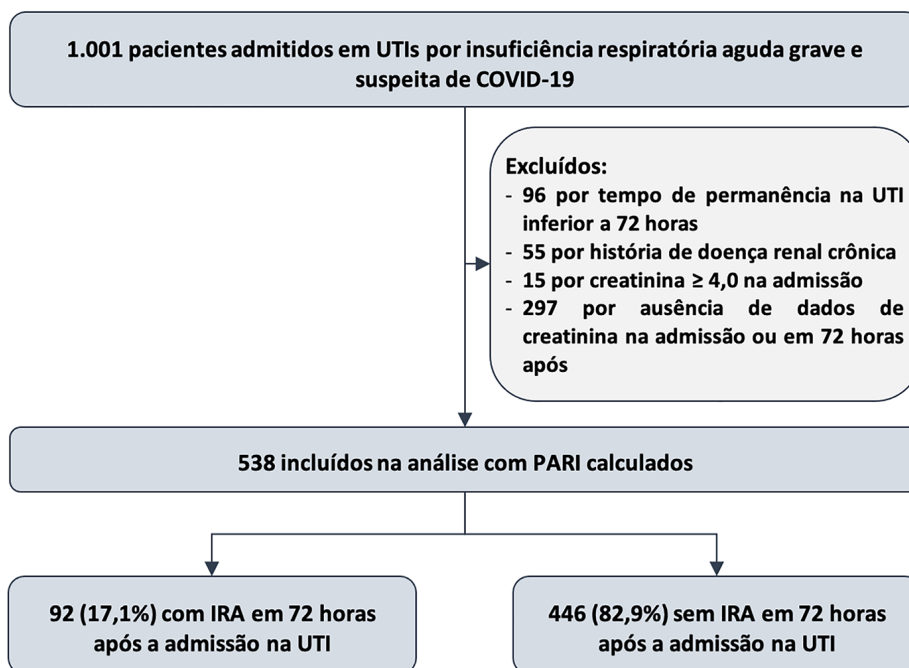 1.001 pacientes admitidos em UTIs por insuficiência respiratória aguda grave e
suspeita de COVID-19
Excluídos:
- 96 por tempo de permanência na UTI
inferior a 72 horas
- 55 por história de doença renal crônica
- 15 por creatinina ≥ 4,0 na admissão
- 297 por ausência de dados de
creatinina na admissão ou em 72 horas
após
538 incluídos na análise com PARI calculados
92 (17,1%) com IRA em 72 horas
após a admissão na UTI
446 (82,9%) sem IRA em 72 horas
após a admissão na UTI